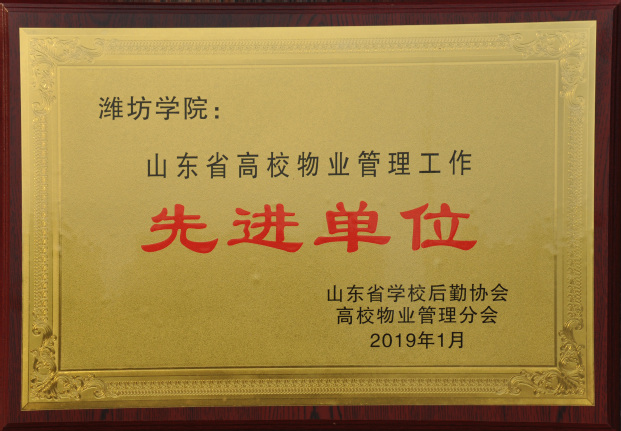 潍坊学院：
山东省高校物业管理工作
先进单位
山东省学校后勤协会
高校物业管理分会
2019年1月